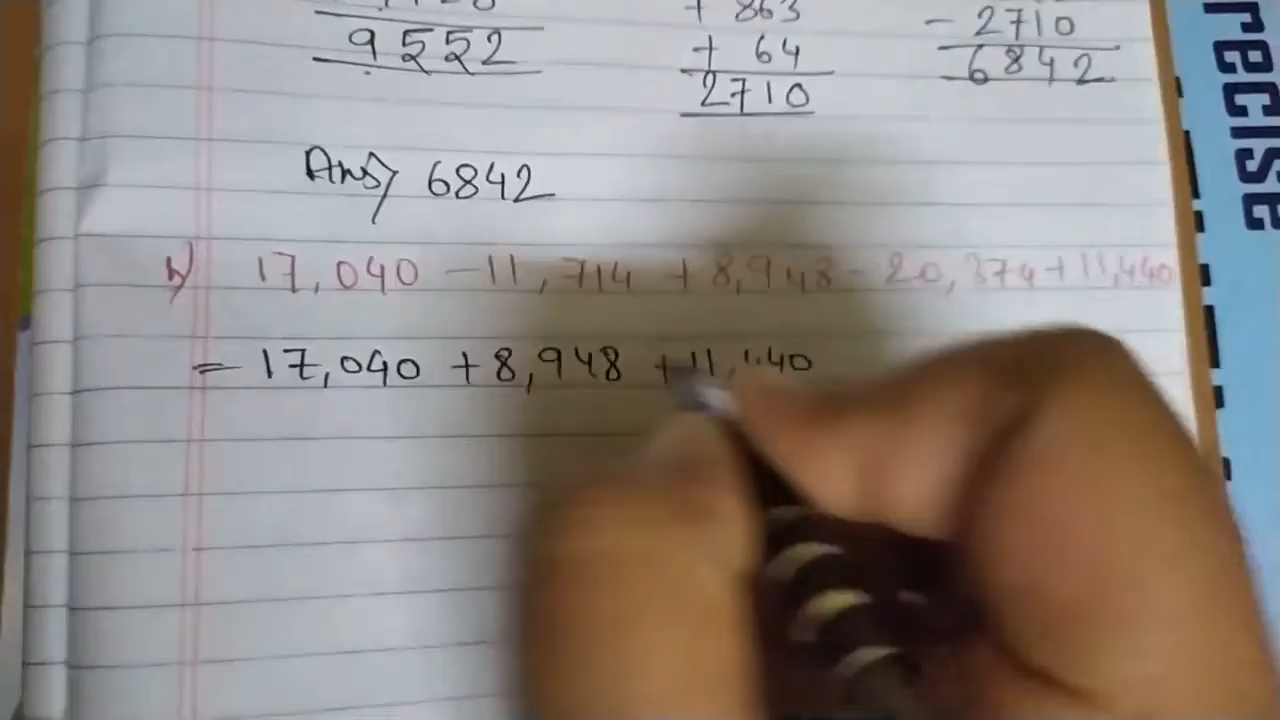 + 863
9552
+ 64
2710
- 2710
6842
Ans> 6842
b) 17,040 - 11,714 + 8,948 - 20,374 + 11,440
= 17,040 + 8,948 + 11,440
recise